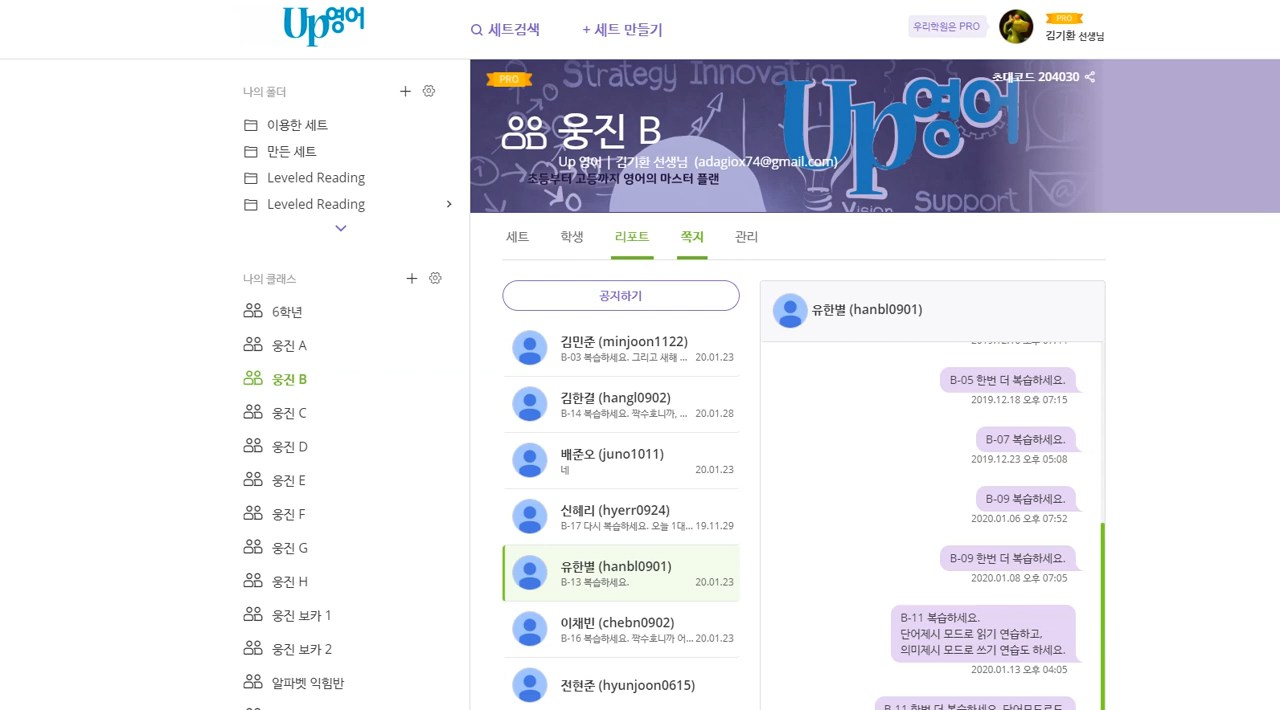 Up영어
세트검색
+ 세트 만들기
우리학원은 PRO
PRO
김기환 선생님
나의 폴더
이용한 세트
만든 세트
Leveled Reading
Leveled Reading
나의 클래스
6학년
웅진 A
웅진 B
웅진 C
웅진 D
웅진 E
웅진 F
웅진 G
웅진 H
웅진 보카 1
웅진 보카 2
알파벳 익힘반
PRO
Strategy Innovation
초대코드 204030
웅진 B
Up영어
Up 영어 | 김기환 선생님 (adagiox74@gmail.com)
초등부터 고등까지 영어의 마스터 플랜
Vision
Support
세트
학생
리포트
쪽지
관리
공지하기
김민준 (minjoon1122)
B-03 복습하세요. 그리고 새해 ... 20.01.23
김한결 (hangl0902)
B-14 복습하세요. 짝수호니까, ... 20.01.28
배준오 (juno1011)
네 20.01.23
신혜리 (hyerr0924)
B-17 다시 복습하세요. 오늘 1대... 19.11.29
유한별 (hanbl0901)
B-13 복습하세요. 20.01.23
이채빈 (chebn0902)
B-16 복습하세요. 짝수호니까 어... 20.01.23
전현준 (hyunjoon0615)
유한별 (hanbl0901)
B-05 한번 더 복습하세요.
2019.12.18 오후 07:15
B-07 복습하세요.
2019.12.23 오후 05:08
B-09 복습하세요.
2020.01.06 오후 07:52
B-09 한번 더 복습하세요.
2020.01.08 오후 07:05
B-11 복습하세요.
단어제시 모드로 읽기 연습하고,
의미제시 모드로 쓰기 연습도 하세요.
2020.01.13 오후 04:05
B-11 한번 더 복습하세요. 단어모드로도